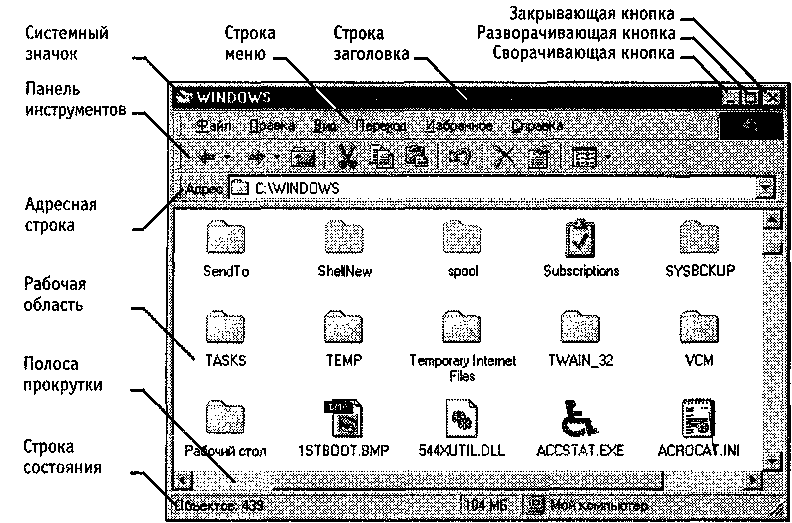 Системный
значок
Строка
меню
Строка
заголовка
Закрывающая кнопка
Разворачивающая кнопка
Сворачивающая кнопка
Панель
инструментов
WINDOWS
Файл Правка Вид Переход Избранное Справка
Адрес C:\WINDOWS
Адресная
строка
SendTo ShellNew spool Subscriptions SYSBCKUP
Рабочая
область
TASKS TEMP Temporary Internet TWAIN_32 VCM
Files
Полоса
прокрутки
Рабочий стол 1STBOOT.BMP 544XUTIL.DLL ACCSTAT.EXE ACROCAT.INI
Строка
состояния
Объектов: 439 104 МБ Мой компьютер